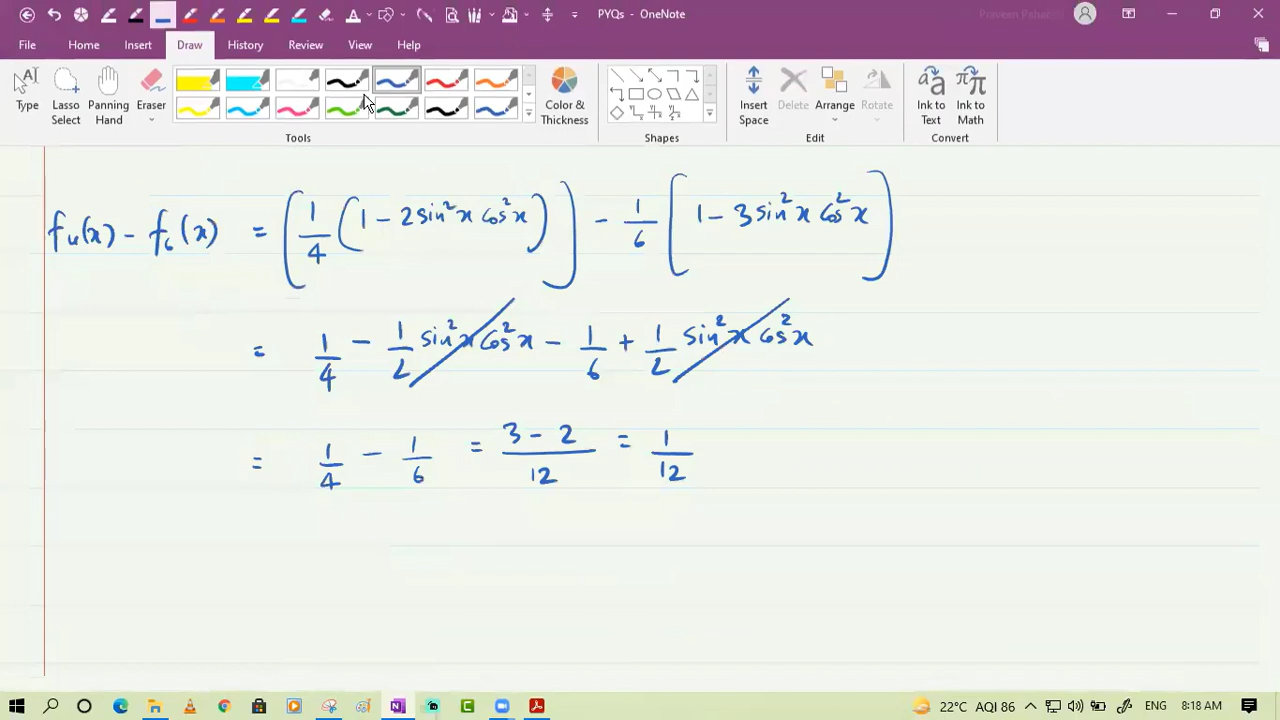 PYQs - OneNote
Praveen
File Home Insert Draw History Review View Help
Type Lasso Select Panning Hand Eraser Color & Thickness Insert Space Delete Arrange Rotate Ink to Text Ink to Math
Tools Shapes Edit Convert
f₄(x) - f₆(x) = [1/4 (1 - 2sin²x cos²x)] - 1/6 [1 - 3sin²x cos²x]
= 1/4 - 1/2 sin²x cos²x - 1/6 + 1/2 sin²x cos²x
= 1/4 - 1/6 = 3 - 2/12 = 1/12
22°C AQI 86 ENG 8:18 AM